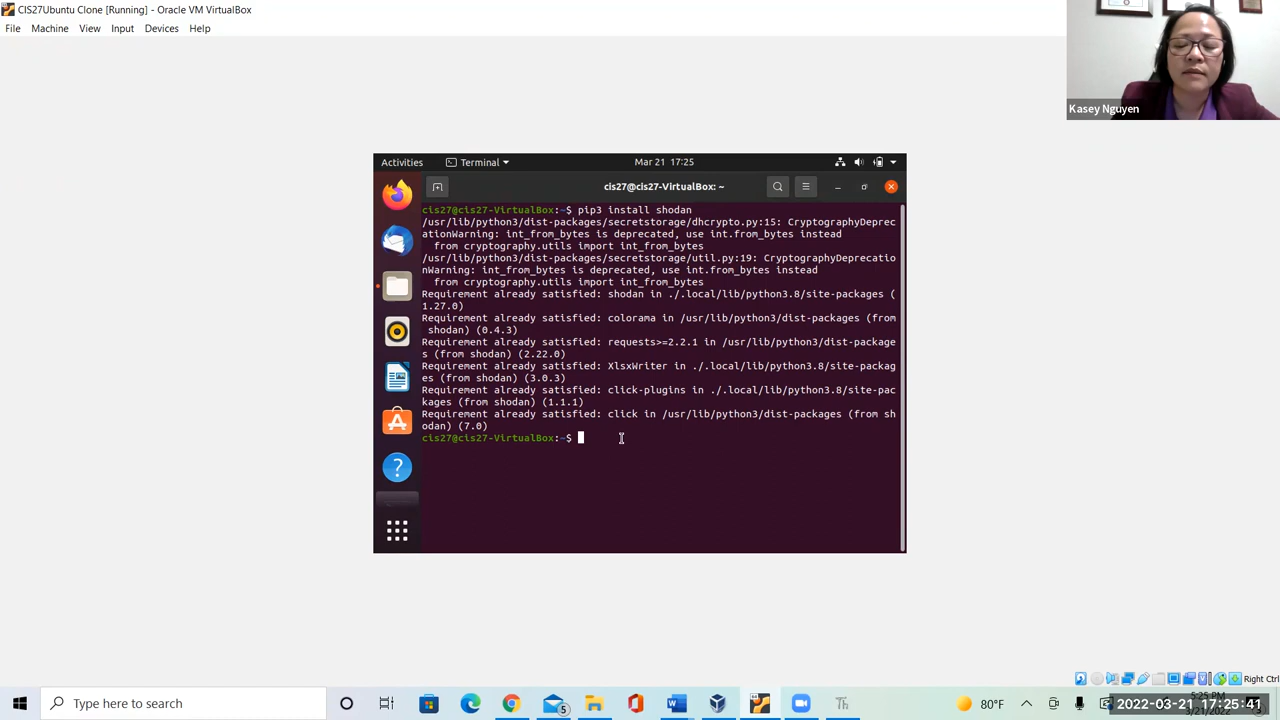 CIS27Ubuntu Clone [Running] - Oracle VM VirtualBox
File Machine View Input Devices Help
Kasey Nguyen
Activities Terminal Mar 21 17:25
cis27@cis27-VirtualBox: ~
cis27@cis27-VirtualBox:~$ pip3 install shodan
/usr/lib/python3/dist-packages/secretstorage/dhcrypto.py:15: CryptographyDeprec
ationWarning: int_from_bytes is deprecated, use int.from_bytes instead
from cryptography.utils import int_from_bytes
/usr/lib/python3/dist-packages/secretstorage/util.py:19: CryptographyDeprecatio
nWarning: int_from_bytes is deprecated, use int.from_bytes instead
from cryptography.utils import int_from_bytes
Requirement already satisfied: shodan in ./.local/lib/python3.8/site-packages (
1.27.0)
Requirement already satisfied: colorama in /usr/lib/python3/dist-packages (from
shodan) (0.4.3)
Requirement already satisfied: requests>=2.2.1 in /usr/lib/python3/dist-package
s (from shodan) (2.22.0)
Requirement already satisfied: XlsxWriter in ./.local/lib/python3.8/site-packag
es (from shodan) (3.0.3)
Requirement already satisfied: click-plugins in ./.local/lib/python3.8/site-pac
kages (from shodan) (1.1.1)
Requirement already satisfied: click in /usr/lib/python3/dist-packages (from sh
odan) (7.0)
cis27@cis27-VirtualBox:~$
Right Ctrl
Type here to search
5
Th
80°F
5:25 PM
2022-03-21 17:25:41
3/21/2022